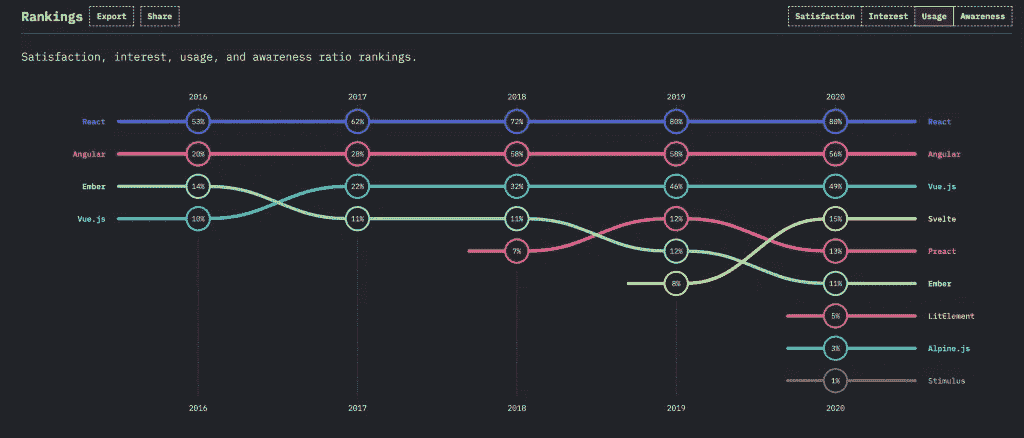 Rankings Export Share Satisfaction Interest Usage Awareness
Satisfaction, interest, usage, and awareness ratio rankings.
2016 2017 2018 2019 2020
React 53% 62% 72% 80% 80% React
Angular 20% 28% 58% 58% 56% Angular
Ember 14% 22% 32% 46% 49% Vue.js
Vue.js 10% 11% 11% 12% 15% Svelte
7% 12% 13% Preact
8% 11% Ember
5% LitElement
3% Alpine.js
1% Stimulus
2016 2017 2018 2019 2020